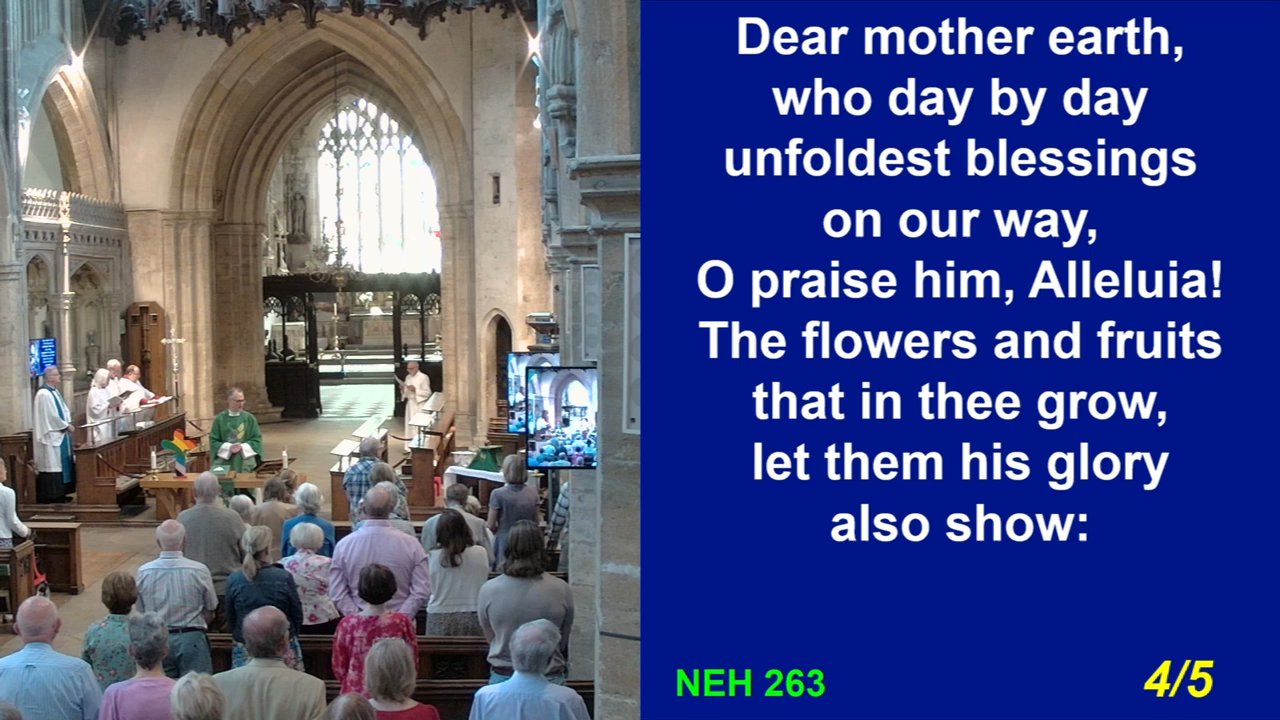 Dear mother earth,
who day by day
unfoldest blessings
on our way,
O praise him, Alleluia!
The flowers and fruits
that in thee grow,
let them his glory
also show:
NEH 263
4/5